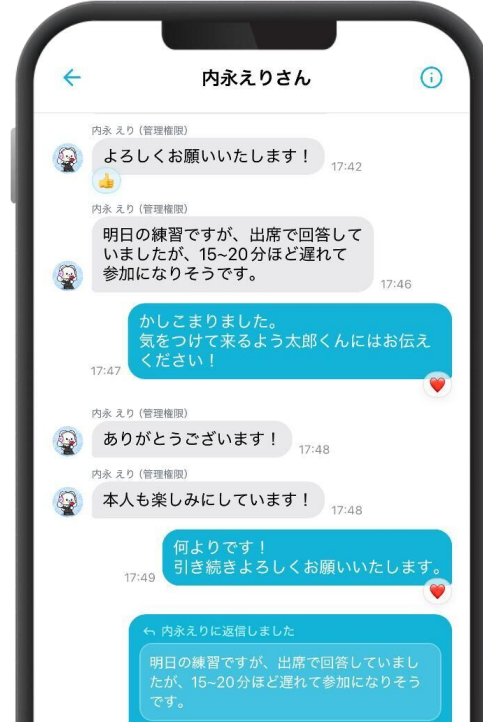 内永えりさん
内永 えり (管理権限)
よろしくお願いいたします！
17:42
内永 えり (管理権限)
明日の練習ですが、出席で回答して
いましたが、15~20分ほど遅れて
参加になりそうです。
17:46
かしこまりました。
気をつけて来るよう太郎くんにはお伝え
ください！
17:47
内永 えり (管理権限)
ありがとうございます！
17:48
内永 えり (管理権限)
本人も楽しみにしています！
17:48
何よりです！
引き続きよろしくお願いいたします。
17:49
内永えりに返信しました
明日の練習ですが、出席で回答していまし
たが、15~20分ほど遅れて参加になりそう
です。